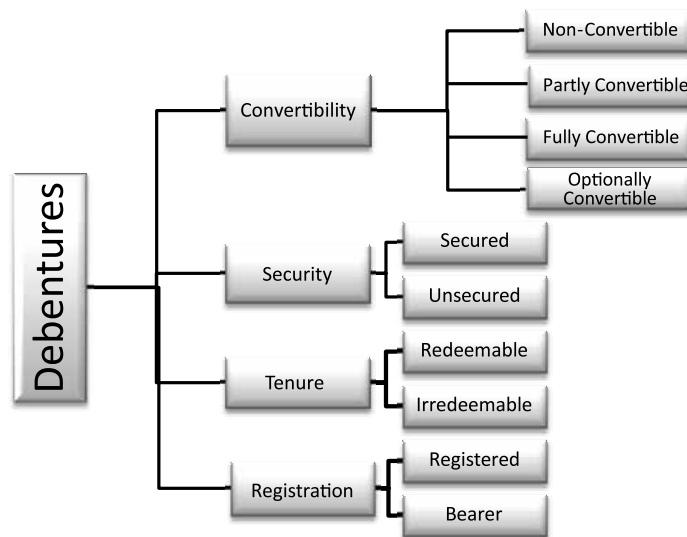 Debentures
Convertibility
Non-Convertible
Partly Convertible
Fully Convertible
Optionally
Convertible
Security
Secured
Unsecured
Tenure
Redeemable
Irredeemable
Registration
Registered
Bearer